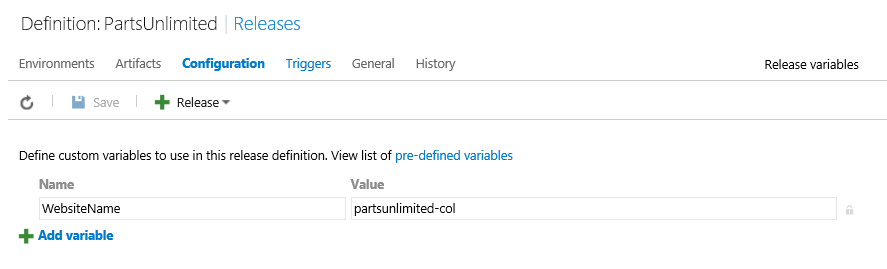 Definition: PartsUnlimited | Releases
Environments Artifacts Configuration Triggers General History Release variables
Save Release
Define custom variables to use in this release definition. View list of pre-defined variables
Name Value
WebsiteName partsunlimited-col
Add variable